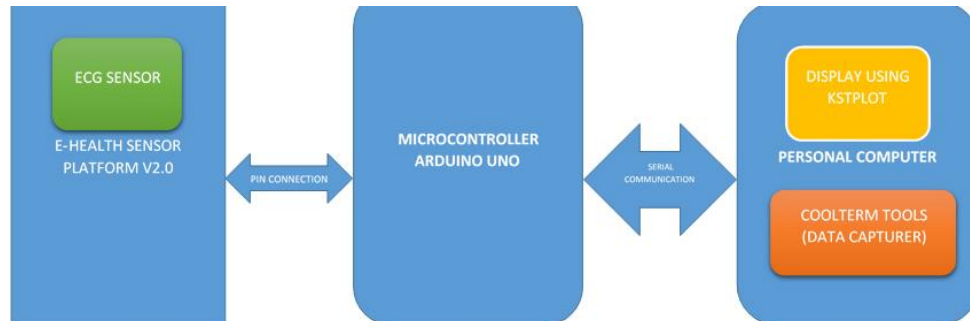 ECG SENSOR
E-HEALTH SENSOR
PLATFORM V2.0
PIN CONNECTION
MICROCONTROLLER
ARDUINO UNO
SERIAL
COMMUNICATION
DISPLAY USING
KSTPLOT
PERSONAL COMPUTER
COOLTERM TOOLS
(DATA CAPTURER)